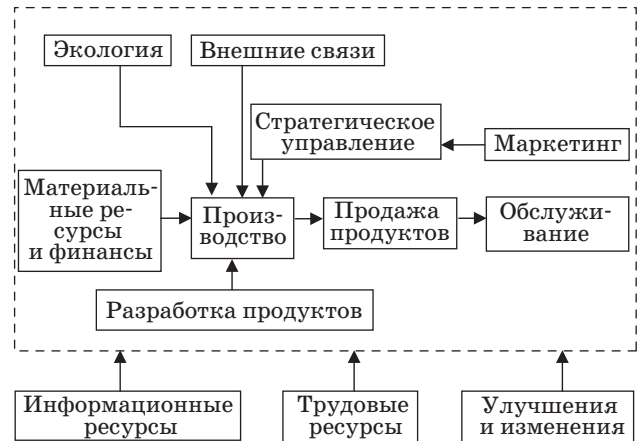 Экология
Внешние связи
Стратегическое
управление
Маркетинг
Материаль-
ные ре-
сурсы
и финансы
Произ-
водство
Продажа
продуктов
Обслужи-
вание
Разработка продуктов
Информационные
ресурсы
Трудовые
ресурсы
Улучшения
и изменения